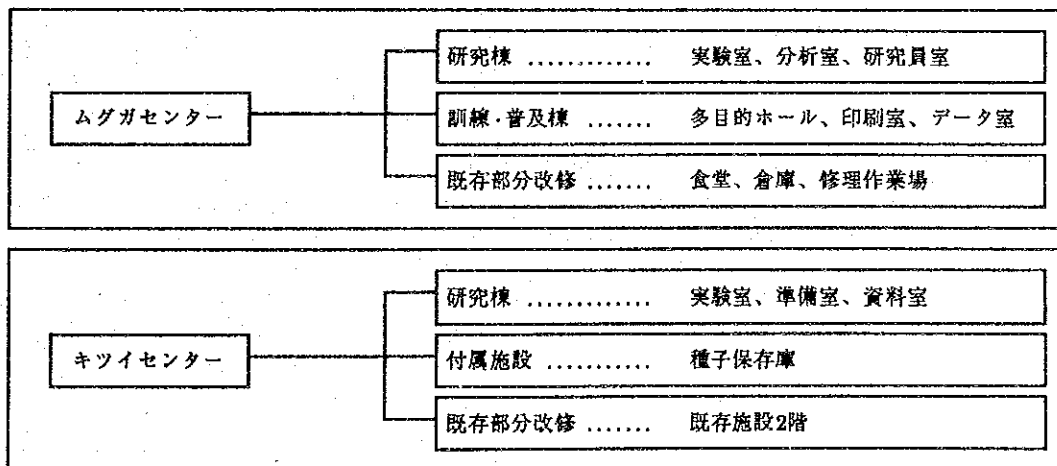 ムグガセンター
研究棟 ............. 実験室、分析室、研究員室
訓練·普及棟 ....... 多目的ホール、印刷室、データ室
既存部分改修 ....... 食堂、倉庫、修理作業場
キツイセンター
研究棟 ............. 実験室、準備室、資料室
付属施設 ........... 種子保存庫
既存部分改修 ....... 既存施設2階